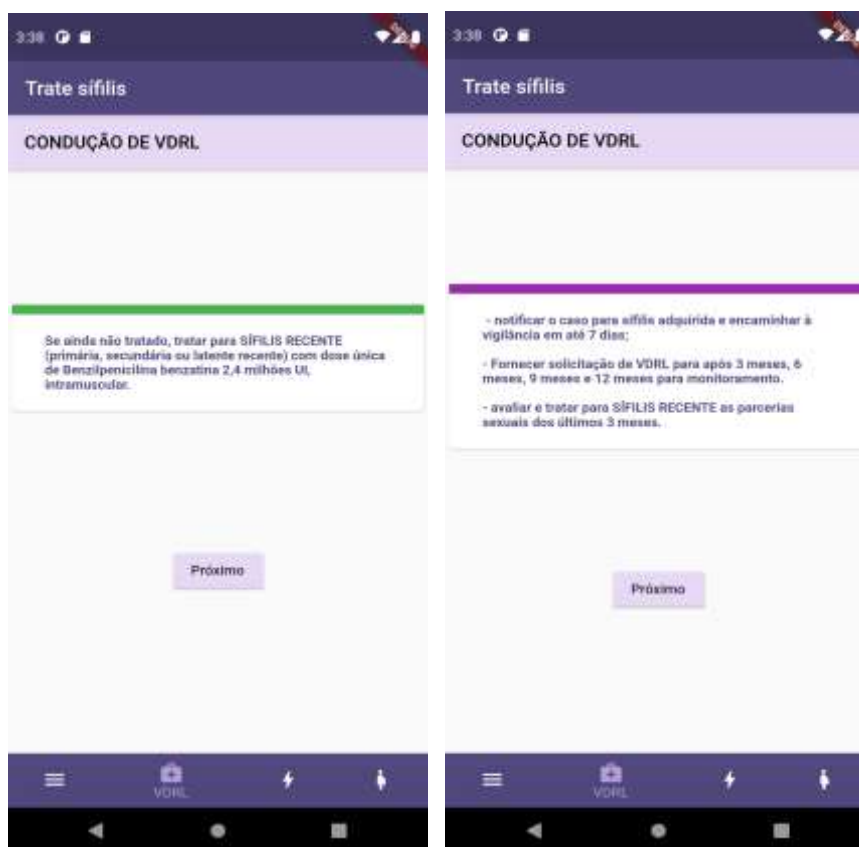 3:38
Trate sífilis
CONDUÇÃO DE VDRL
Se ainda não tratado, tratar para SÍFILIS RECENTE
(primária, secundária ou latente recente) com dose única
de Benzilpenicilina benzatina 2,4 milhões UI,
intramuscular.
Próximo
VDRL
3:38
Trate sífilis
CONDUÇÃO DE VDRL
- notificar o caso para sífilis adquirida e encaminhar à
vigilância em até 7 dias;
- Fornecer solicitação de VDRL para após 3 meses, 6
meses, 9 meses e 12 meses para monitoramento.
- avaliar e tratar para SÍFILIS RECENTE as parcerias
sexuais dos últimos 3 meses.
Próximo
VDRL